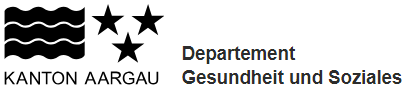 KANTON AARGAU
Departement
Gesundheit und Soziales